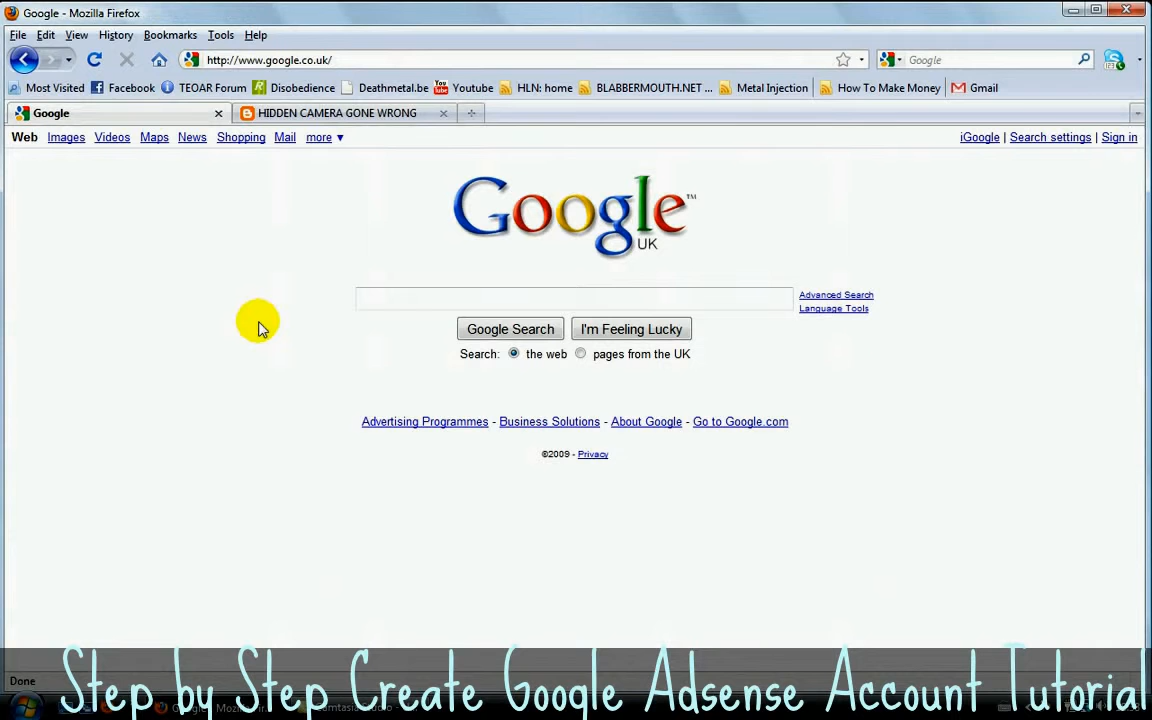 Google - Mozilla Firefox
File Edit View History Bookmarks Tools Help
http://www.google.co.uk/ Google
Most Visited Facebook TEOAR Forum Disobedience Deathmetal.be Youtube HLN: home BLABBERMOUTH.NET ... Metal Injection How To Make Money Gmail
Google HIDDEN CAMERA GONE WRONG
Web Images Videos Maps News Shopping Mail more ▼ iGoogle | Search settings | Sign in
Google™
UK
Advanced Search
Language Tools
Google Search I'm Feeling Lucky
Search: the web pages from the UK
Advertising Programmes - Business Solutions - About Google - Go to Google.com
©2009 - Privacy
Done
Step by Step Create Google Adsense Account Tutorial